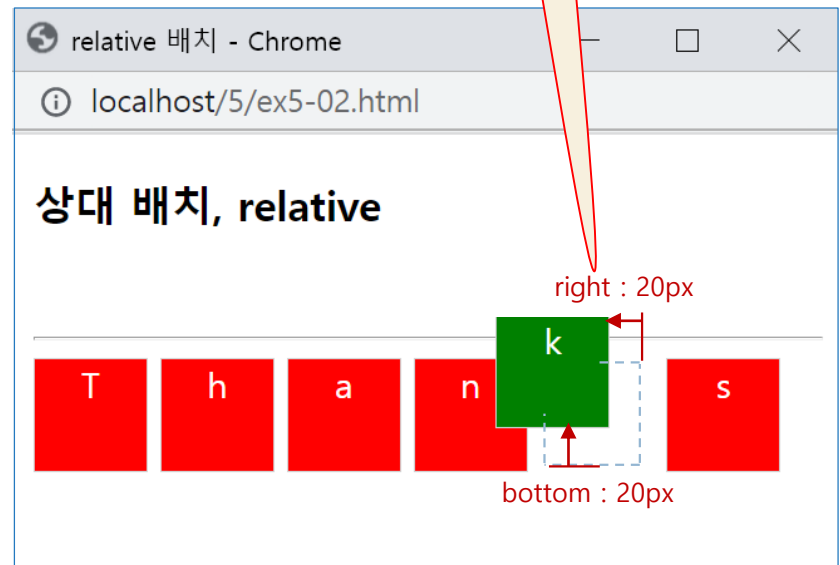 relative 배치 - Chrome
localhost/5/ex5-02.html
상대 배치, relative
right : 20px
T h a n k s
bottom : 20px